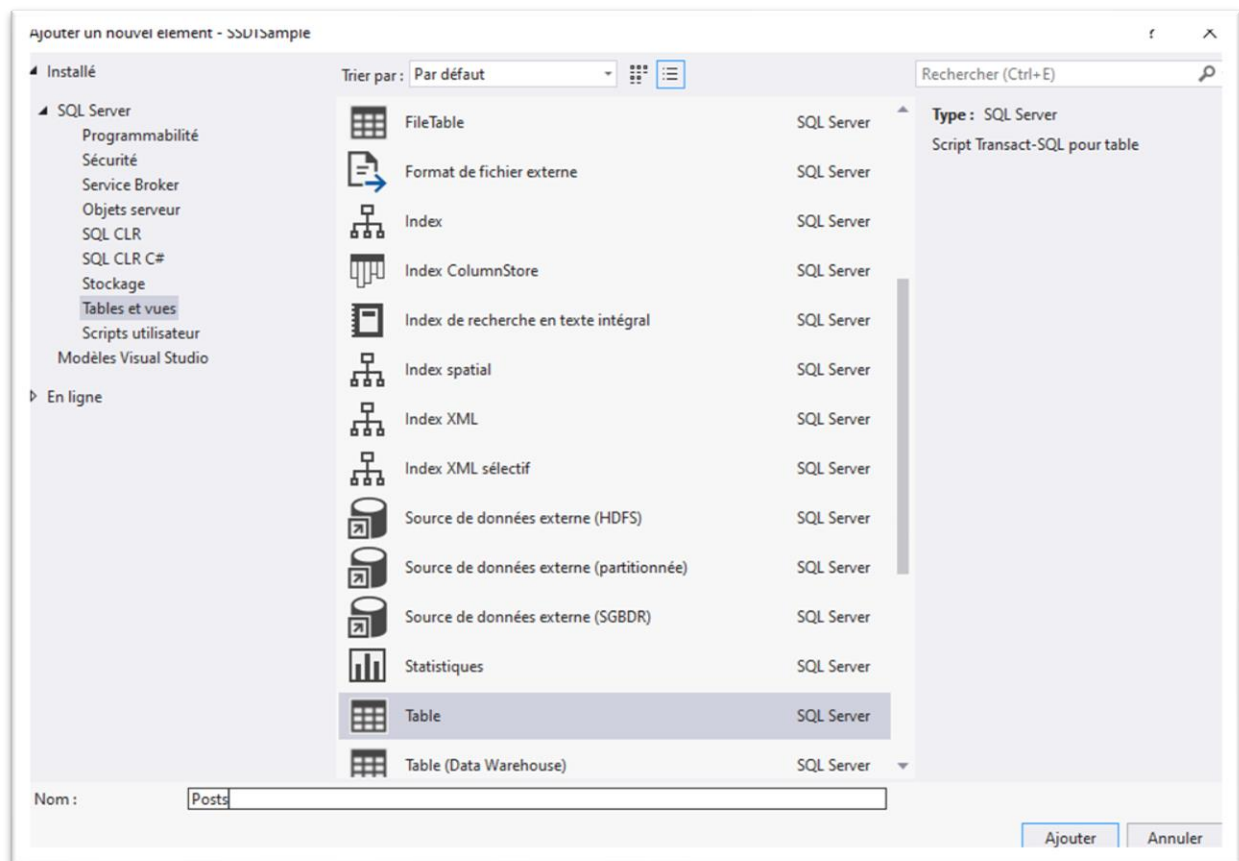 Ajouter un nouvel élément - SSDTSample
Installé
SQL Server
Programmabilité
Sécurité
Service Broker
Objets serveur
SQL CLR
SQL CLR C#
Stockage
Tables et vues
Scripts utilisateur
Modèles Visual Studio
En ligne
Trier par : Par défaut
FileTable SQL Server
Format de fichier externe SQL Server
Index SQL Server
Index ColumnStore SQL Server
Index de recherche en texte intégral SQL Server
Index spatial SQL Server
Index XML SQL Server
Index XML sélectif SQL Server
Source de données externe (HDFS) SQL Server
Source de données externe (partitionnée) SQL Server
Source de données externe (SGBDR) SQL Server
Statistiques SQL Server
Table SQL Server
Table (Data Warehouse) SQL Server
Rechercher (Ctrl+E)
Type : SQL Server
Script Transact-SQL pour table
Nom : Posts
Ajouter Annuler